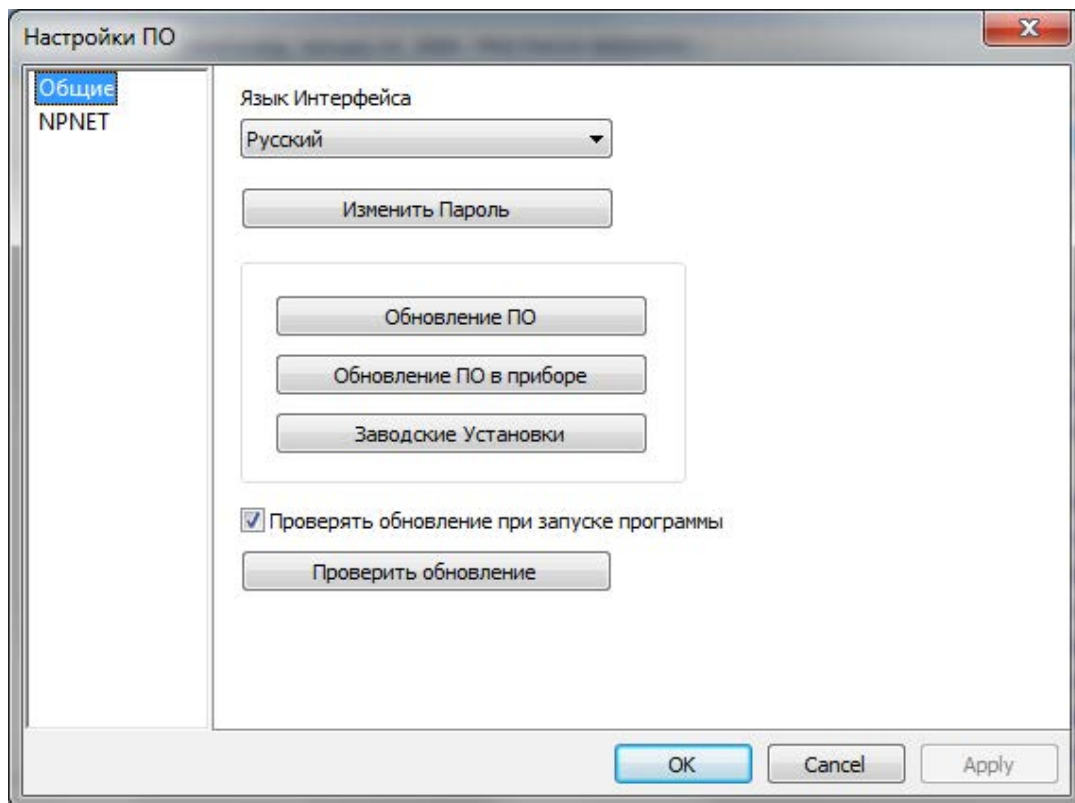 Настройки ПО
Общие
NPNET
Язык Интерфейса
Русский
Изменить Пароль
Обновление ПО
Обновление ПО в приборе
Заводские Установки
Проверять обновление при запуске программы
Проверить обновление
OK
Cancel
Apply